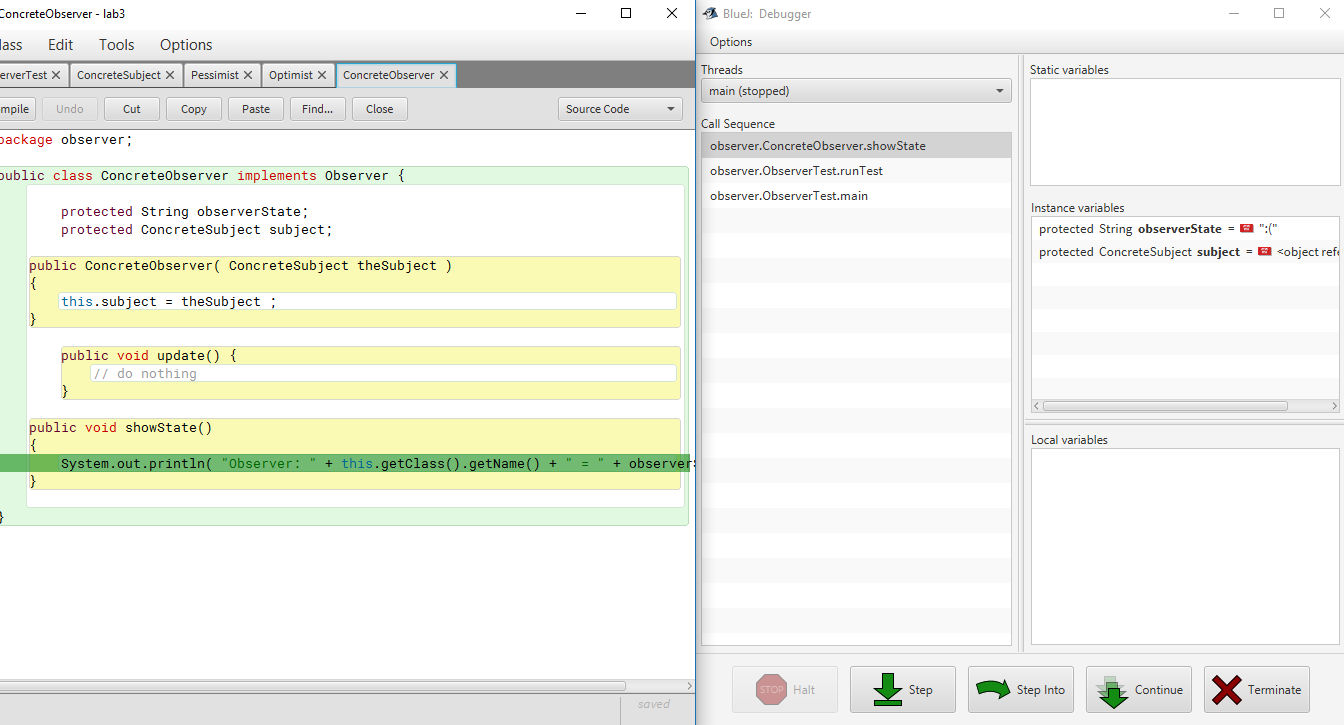 ConcreteObserver - lab3
ass Edit Tools Options
erverTest ConcreteSubject Pessimist Optimist ConcreteObserver
mpile Undo Cut Copy Paste Find... Close Source Code
package observer;
public class ConcreteObserver implements Observer {
protected String observerState;
protected ConcreteSubject subject;
public ConcreteObserver( ConcreteSubject theSubject )
{
this.subject = theSubject ;
}
public void update() {
// do nothing
}
public void showState()
{
System.out.println( "Observer: " + this.getClass().getName() + " = " + observerS
}
}
saved
BlueJ: Debugger
Options
Threads
main (stopped)
Call Sequence
observer.ConcreteObserver.showState
observer.ObserverTest.runTest
observer.ObserverTest.main
Static variables
Instance variables
protected String observerState = ":("
protected ConcreteSubject subject = <object refe
Local variables
STOP Halt Step Step Into Continue Terminate